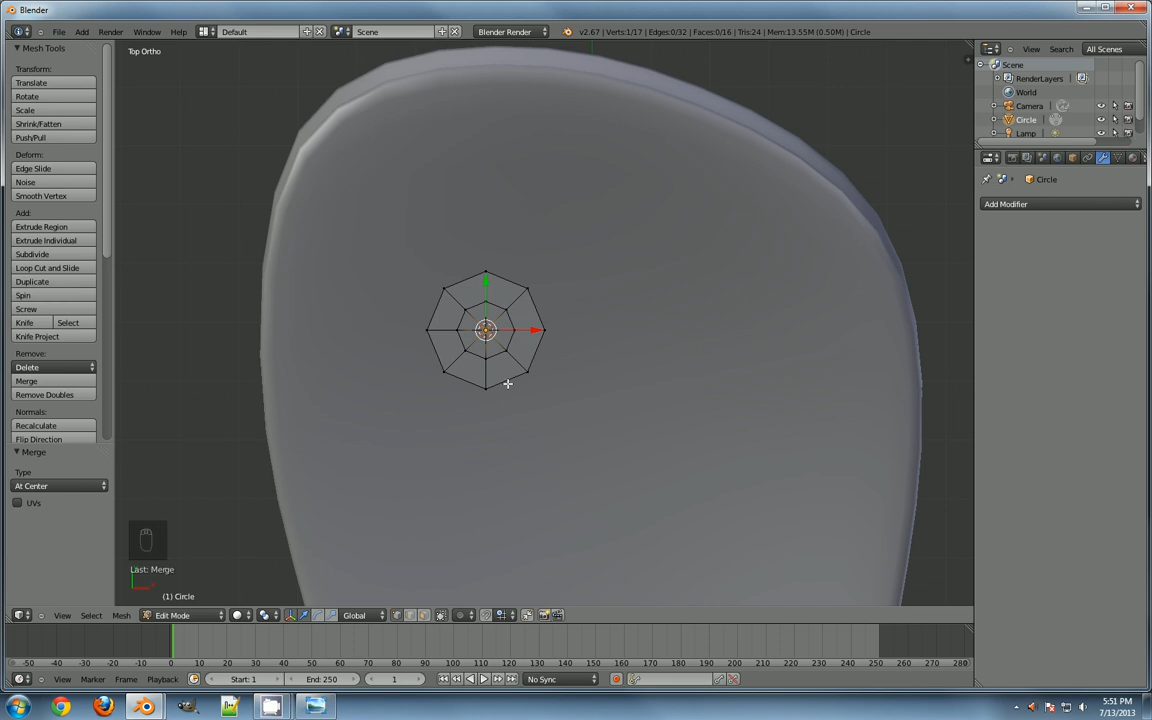 Blender
File Add Render Window Help Default Scene Blender Render v2.67 | Verts:1/17 | Edges:0/32 | Faces:0/16 | Tris:24 | Mem:13.55M (0.50M) | Circle
Mesh Tools
Transform:
Translate
Rotate
Scale
Shrink/Fatten
Push/Pull
Deform:
Edge Slide
Noise
Smooth Vertex
Add:
Extrude Region
Extrude Individual
Subdivide
Loop Cut and Slide
Duplicate
Spin
Screw
Knife Select
Knife Project
Remove:
Delete
Merge
Remove Doubles
Normals:
Recalculate
Flip Direction
Merge
Type
At Center
UVs
Top Ortho
Last: Merge
(1) Circle
View Search All Scenes
Scene
RenderLayers
World
Camera
Circle
Lamp
Circle
Add Modifier
View Select Mesh Edit Mode Global
-50 -40 -30 -20 -10 0 10 20 30 40 50 60 70 80 90 100 110 120 130 140 150 160 170 180 190 200 210 220 230 240 250 260 270 280
View Marker Frame Playback Start: 1 End: 250 1 No Sync
5:51 PM
7/13/2013